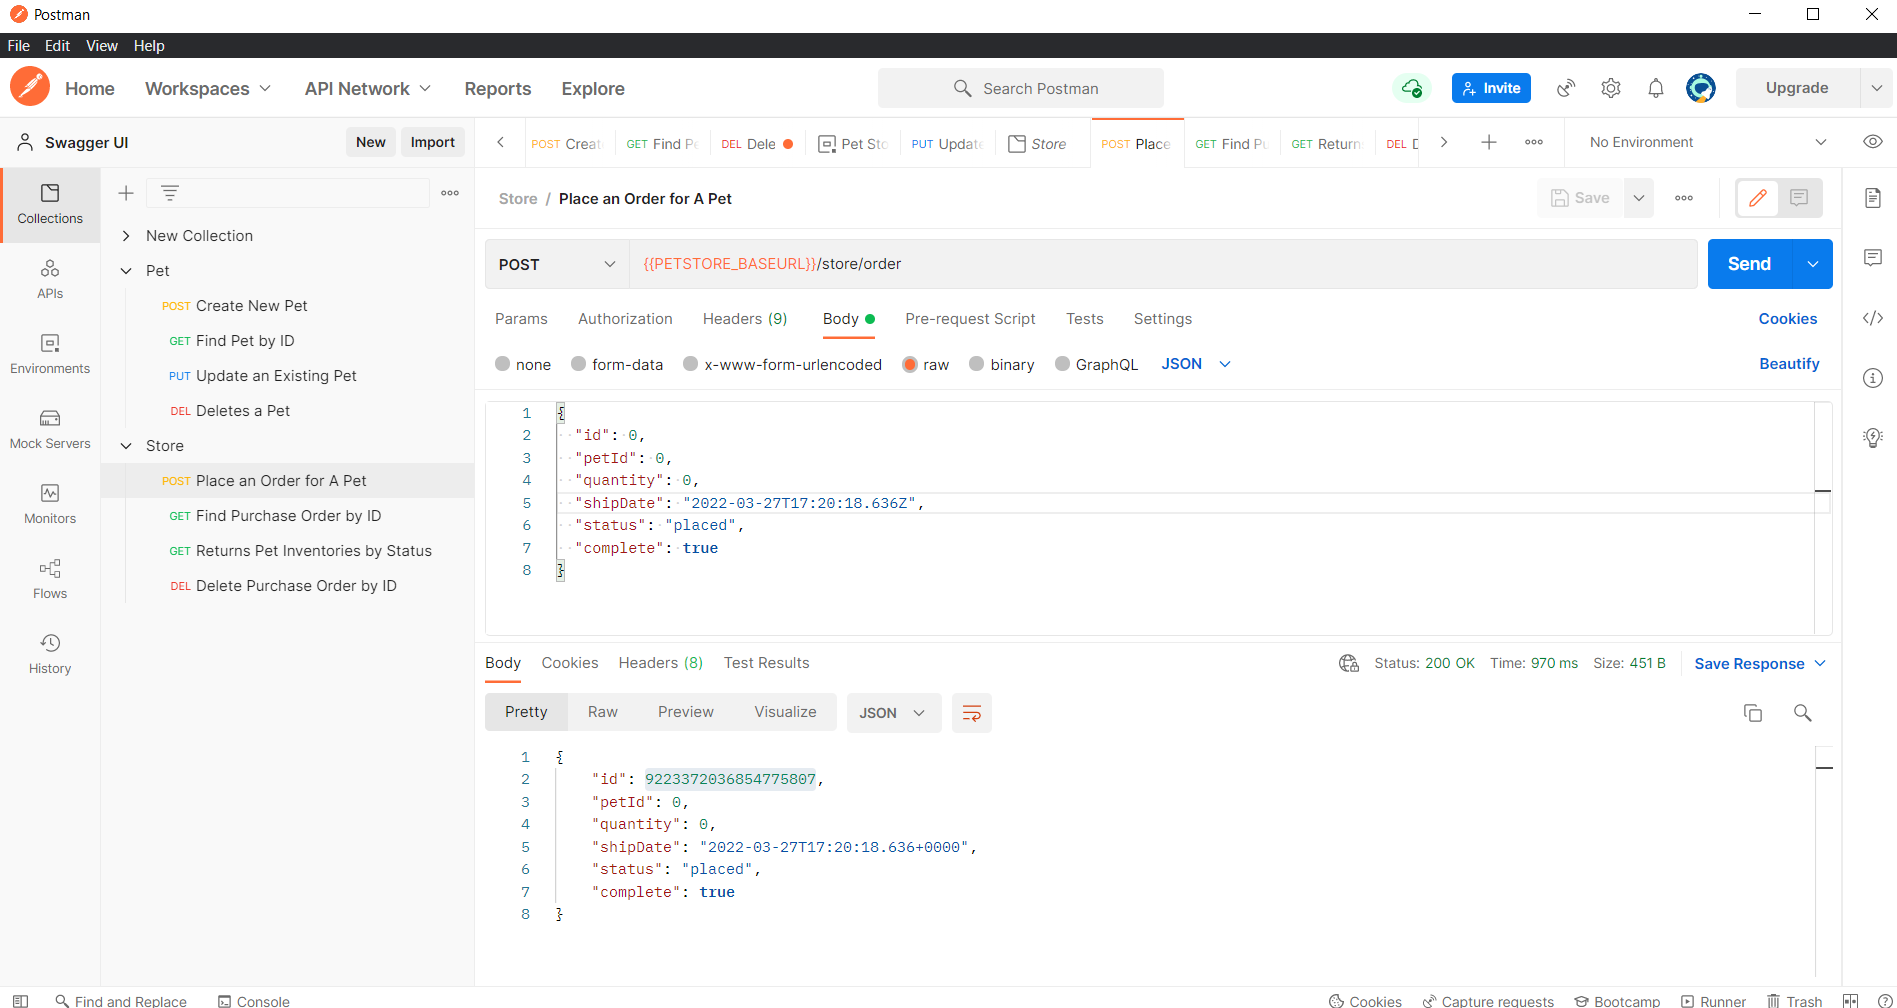 Postman
File Edit View Help
Home Workspaces API Network Reports Explore Search Postman Invite Upgrade
Swagger UI New Import
POST Creat GET Find Pe DEL Dele Pet Sto PUT Update Store POST Place GET Find Pu GET Return DEL D No Environment
Collections
APIs
Environments
Mock Servers
Monitors
Flows
History
New Collection
Pet
POST Create New Pet
GET Find Pet by ID
PUT Update an Existing Pet
DEL Deletes a Pet
Store
POST Place an Order for A Pet
GET Find Purchase Order by ID
GET Returns Pet Inventories by Status
DEL Delete Purchase Order by ID
Store / Place an Order for A Pet Save
POST {{PETSTORE_BASEURL}}/store/order Send
Params Authorization Headers (9) Body Pre-request Script Tests Settings Cookies
none form-data x-www-form-urlencoded raw binary GraphQL JSON Beautify
1 {
2 "id": 0,
3 "petId": 0,
4 "quantity": 0,
5 "shipDate": "2022-03-27T17:20:18.636Z",
6 "status": "placed",
7 "complete": true
8 }
Body Cookies Headers (8) Test Results Status: 200 OK Time: 970 ms Size: 451 B Save Response
Pretty Raw Preview Visualize JSON
1 {
2 "id": 9223372036854775807,
3 "petId": 0,
4 "quantity": 0,
5 "shipDate": "2022-03-27T17:20:18.636+0000",
6 "status": "placed",
7 "complete": true
8 }
Find and Replace Console Cookies Capture requests Bootcamp Runner Trash